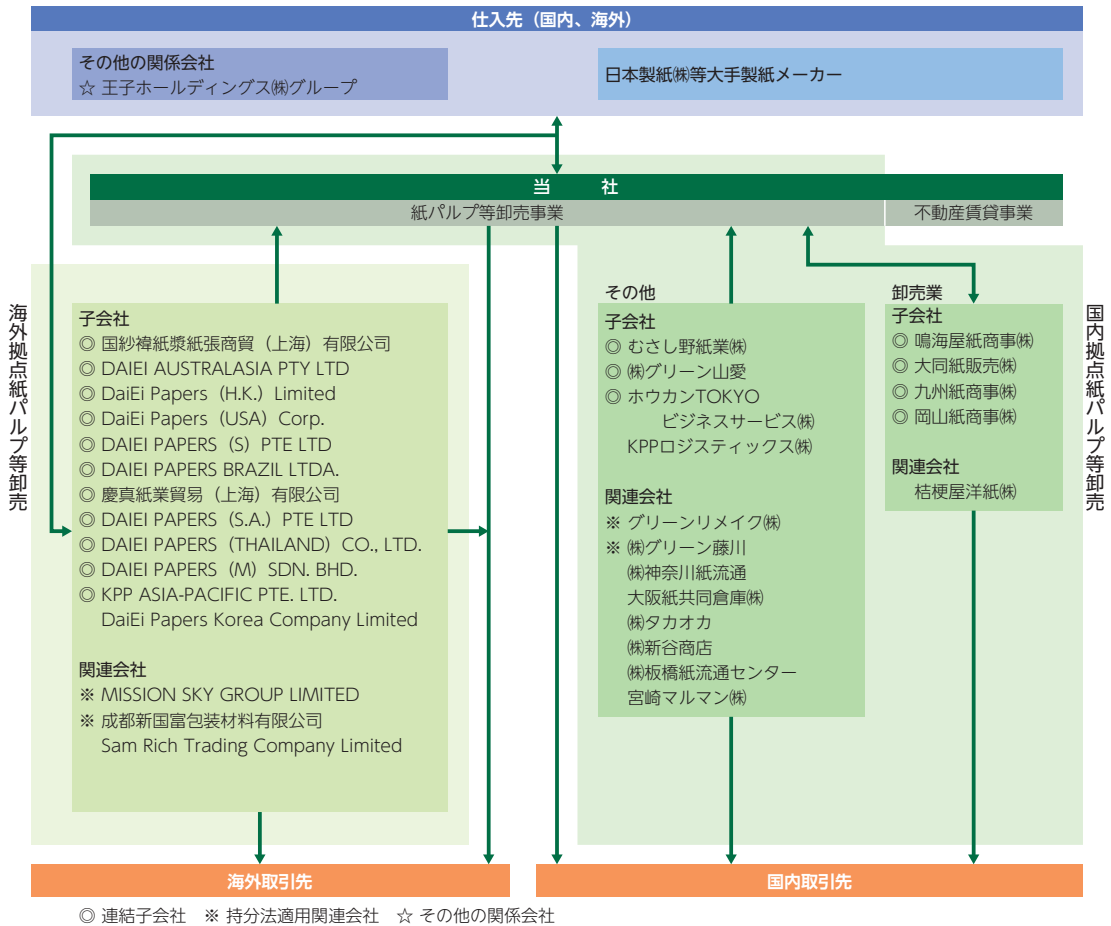 仕入先（国内、海外）
その他の関係会社
☆ 王子ホールディングス㈱グループ
日本製紙㈱等大手製紙メーカー
当　社
紙パルプ等卸売事業
不動産賃貸事業
海外拠点紙パルプ等卸売
子会社
◎ 国紗褘紙漿紙張商貿（上海）有限公司
◎ DAIEI AUSTRALASIA PTY LTD
◎ DaiEi Papers（H.K.）Limited
◎ DaiEi Papers（USA）Corp.
◎ DAIEI PAPERS（S）PTE LTD
◎ DAIEI PAPERS BRAZIL LTDA.
◎ 慶真紙業貿易（上海）有限公司
◎ DAIEI PAPERS（S.A.）PTE LTD
◎ DAIEI PAPERS（THAILAND）CO., LTD.
◎ DAIEI PAPERS（M）SDN. BHD.
◎ KPP ASIA-PACIFIC PTE. LTD.
DaiEi Papers Korea Company Limited
関連会社
※ MISSION SKY GROUP LIMITED
※ 成都新国富包装材料有限公司
Sam Rich Trading Company Limited
その他
子会社
◎ むさし野紙業㈱
◎ ㈱グリーン山愛
◎ ホウカンTOKYO
ビジネスサービス㈱
KPPロジスティックス㈱
関連会社
※ グリーンリメイク㈱
※ ㈱グリーン藤川
㈱神奈川紙流通
大阪紙共同倉庫㈱
㈱タカオカ
㈱新谷商店
㈱板橋紙流通センター
宮崎マルマン㈱
卸売業
子会社
◎ 鳴海屋紙商事㈱
◎ 大同紙販売㈱
◎ 九州紙商事㈱
◎ 岡山紙商事㈱
関連会社
桔梗屋洋紙㈱
国内拠点紙パルプ等卸売
海外取引先
国内取引先
◎ 連結子会社　※ 持分法適用関連会社　☆ その他の関係会社